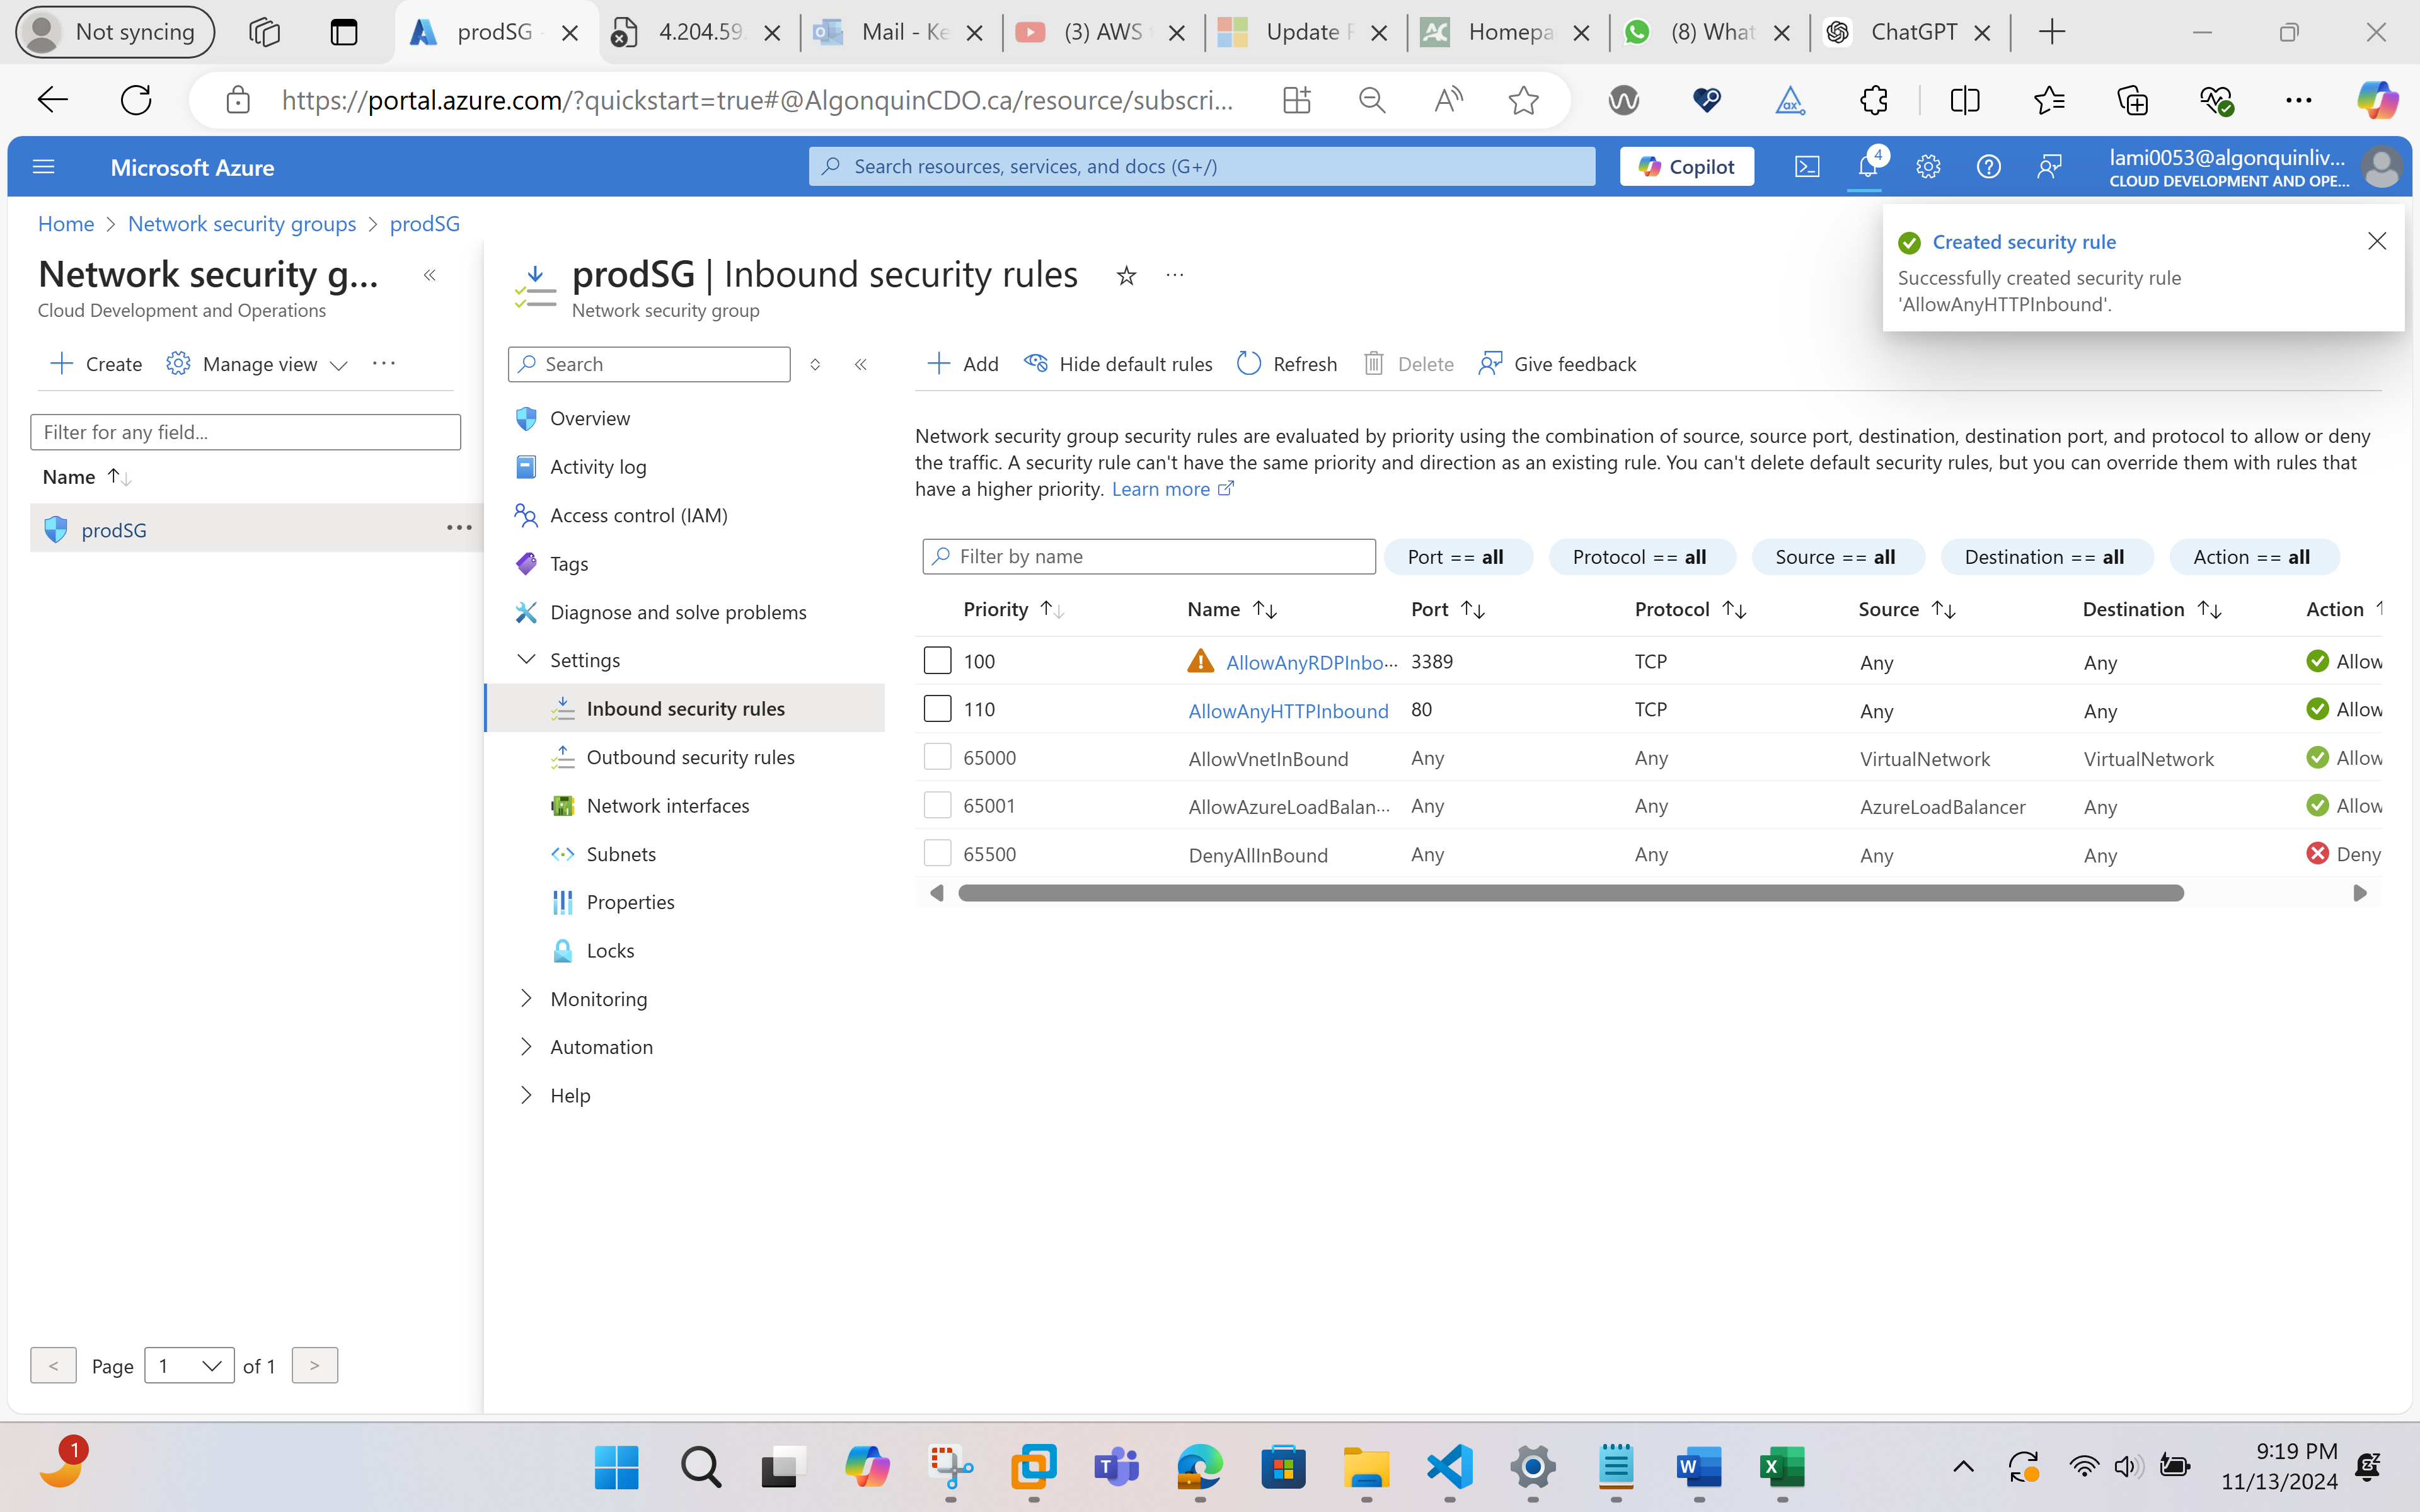 Not syncing
prodSG -
4.204.59.
Mail - Ke
(3) AWS
Update
Homepa
(8) What
ChatGPT
https://portal.azure.com/?quickstart=true#@AlgonquinCDO.ca/resource/subscri...
Microsoft Azure
Search resources, services, and docs (G+/)
Copilot
4
lami0053@algonquinliv...
CLOUD DEVELOPMENT AND OPE...
Home > Network security groups > prodSG
Network security g...
Cloud Development and Operations
Create
Manage view
Filter for any field...
Name
prodSG
< Page 1 of 1 >
prodSG | Inbound security rules
Network security group
Search
Overview
Activity log
Access control (IAM)
Tags
Diagnose and solve problems
Settings
Inbound security rules
Outbound security rules
Network interfaces
Subnets
Properties
Locks
Monitoring
Automation
Help
Created security rule
Successfully created security rule
'AllowAnyHTTPInbound'.
Add Hide default rules Refresh Delete Give feedback
Network security group security rules are evaluated by priority using the combination of source, source port, destination, destination port, and protocol to allow or deny
the traffic. A security rule can't have the same priority and direction as an existing rule. You can't delete default security rules, but you can override them with rules that
have a higher priority. Learn more
Filter by name
Port == all
Protocol == all
Source == all
Destination == all
Action == all
Priority Name Port Protocol Source Destination Action
100 AllowAnyRDPInbo... 3389 TCP Any Any Allow
110 AllowAnyHTTPInbound 80 TCP Any Any Allow
65000 AllowVnetInBound Any Any VirtualNetwork VirtualNetwork Allow
65001 AllowAzureLoadBalan... Any Any AzureLoadBalancer Any Allow
65500 DenyAllInBound Any Any Any Any Deny
1
9:19 PM
11/13/2024